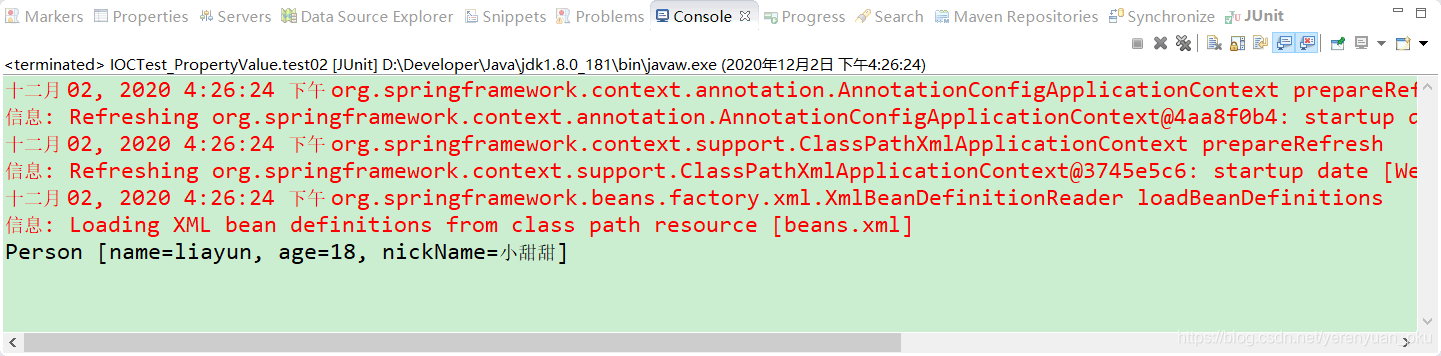 Markers Properties Servers Data Source Explorer Snippets Problems Console Progress Search Maven Repositories Synchronize JUnit
<terminated> IOCTest_PropertyValue.test02 [JUnit] D:\Developer\Java\jdk1.8.0_181\bin\javaw.exe (2020年12月2日 下午4:26:24)
十二月 02, 2020 4:26:24 下午 org.springframework.context.annotation.AnnotationConfigApplicationContext prepareRef
信息: Refreshing org.springframework.context.annotation.AnnotationConfigApplicationContext@4aa8f0b4: startup d
十二月 02, 2020 4:26:24 下午 org.springframework.context.support.ClassPathXmlApplicationContext prepareRefresh
信息: Refreshing org.springframework.context.support.ClassPathXmlApplicationContext@3745e5c6: startup date [We
十二月 02, 2020 4:26:24 下午 org.springframework.beans.factory.xml.XmlBeanDefinitionReader loadBeanDefinitions
信息: Loading XML bean definitions from class path resource [beans.xml]
Person [name=liayun, age=18, nickName=小甜甜]
https://blog.csdn.net/yerenyuan_pku